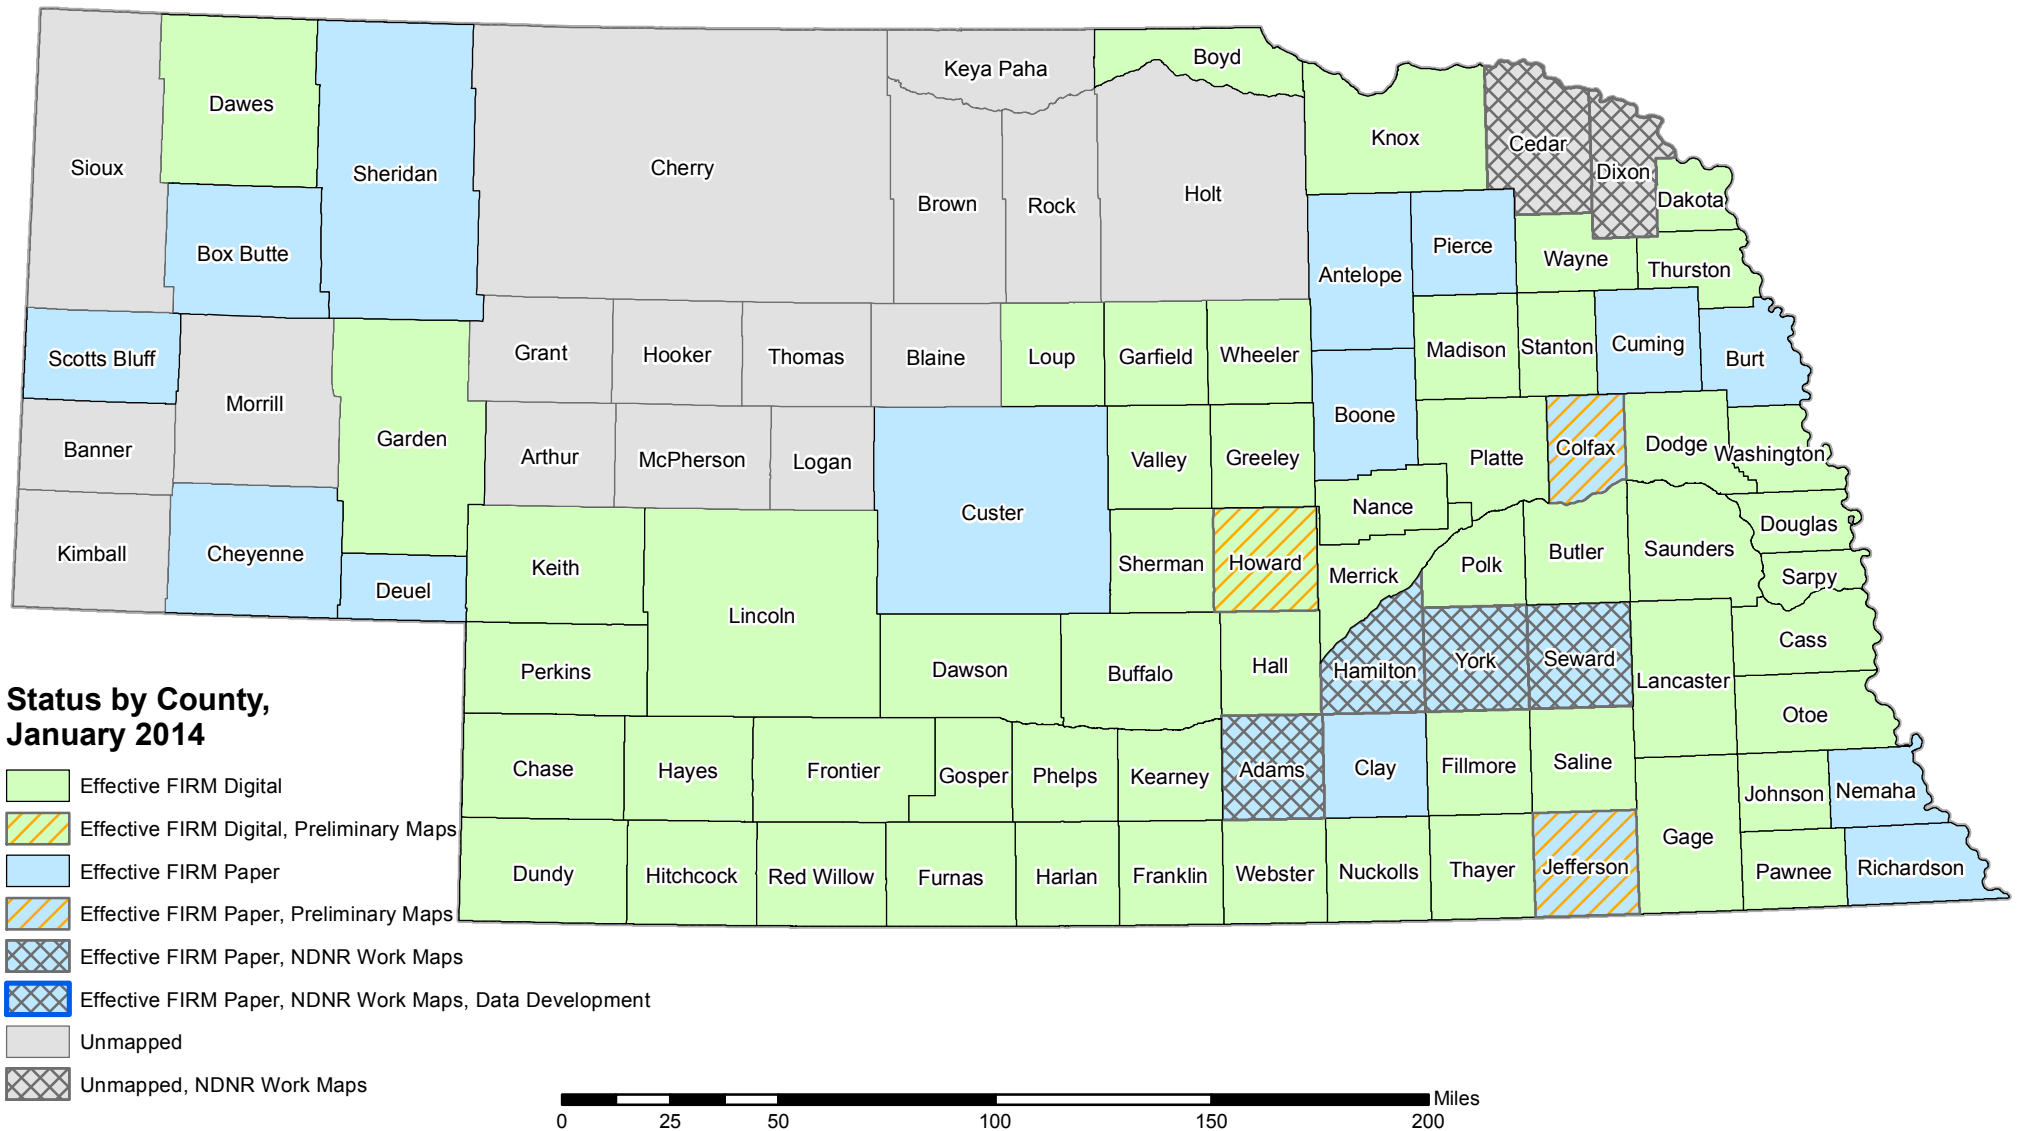 Boyd
Keya Paha
Dawes
Knox
Cedar
Sioux
Cherry
Sheridan
Dixon
Holt
Dakota
Brown
Rock
Pierce
Box Butte
Wayne
Thurston
Antelope
Scotts Bluff
Grant
Hooker
Thomas
Blaine
Loup
Garfield
Wheeler
Madison
Stanton
Cuming
Burt
Morrill
Boone
Garden
Banner
Arthur
McPherson
Logan
Valley
Greeley
Platte
Colfax
Dodge
Washington
Custer
Nance
Douglas
Kimball
Cheyenne
Keith
Sherman
Howard
Merrick
Polk
Butler
Saunders
Sarpy
Deuel
Lincoln
Cass
Perkins
Dawson
Buffalo
Hall
Hamilton
York
Seward
Lancaster
Otoe
Chase
Hayes
Frontier
Gosper
Phelps
Kearney
Adams
Clay
Fillmore
Saline
Johnson
Nemaha
Gage
Dundy
Hitchcock
Red Willow
Furnas
Harlan
Franklin
Webster
Nuckolls
Thayer
Jefferson
Pawnee
Richardson
Status by County,
January 2014
Effective FIRM Digital
Effective FIRM Digital, Preliminary Maps
Effective FIRM Paper
Effective FIRM Paper, Preliminary Maps
Effective FIRM Paper, NDNR Work Maps
Effective FIRM Paper, NDNR Work Maps, Data Development
Unmapped
Unmapped, NDNR Work Maps
Miles
0 25 50 100 150 200